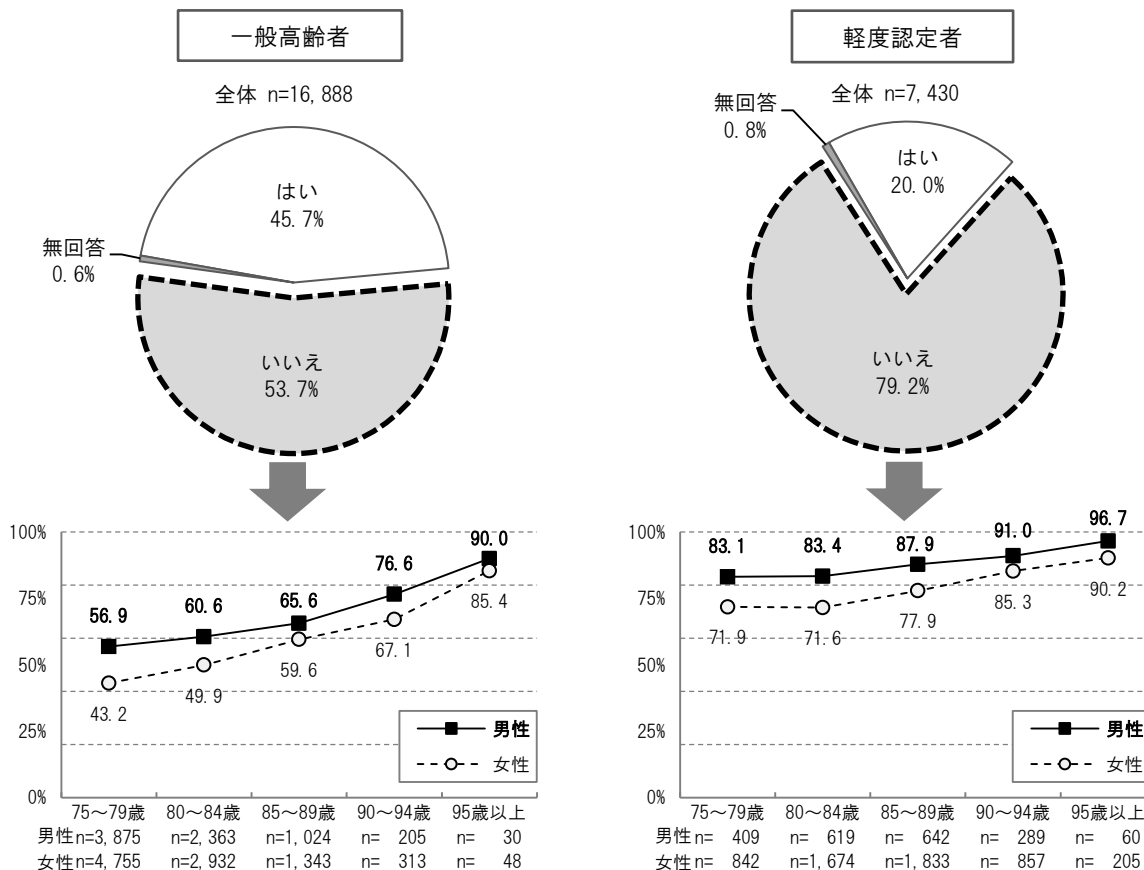 一般高齢者
全体 n=16,888
はい
45.7%
無回答
0.6%
いいえ
53.7%
100%
75%
50%
25%
0%
56.9
60.6
65.6
76.6
90.0
43.2
49.9
59.6
67.1
85.4
男性
女性
75～79歳 80～84歳 85～89歳 90～94歳 95歳以上
男性 n=3,875 n=2,363 n=1,024 n= 205 n= 30
女性 n=4,755 n=2,932 n=1,343 n= 313 n= 48
軽度認定者
全体 n=7,430
無回答
0.8%
はい
20.0%
いいえ
79.2%
100%
75%
50%
25%
0%
83.1
83.4
87.9
91.0
96.7
71.9
71.6
77.9
85.3
90.2
男性
女性
75～79歳 80～84歳 85～89歳 90～94歳 95歳以上
男性 n= 409 n= 619 n= 642 n= 289 n= 60
女性 n= 842 n=1,674 n=1,833 n= 857 n= 205